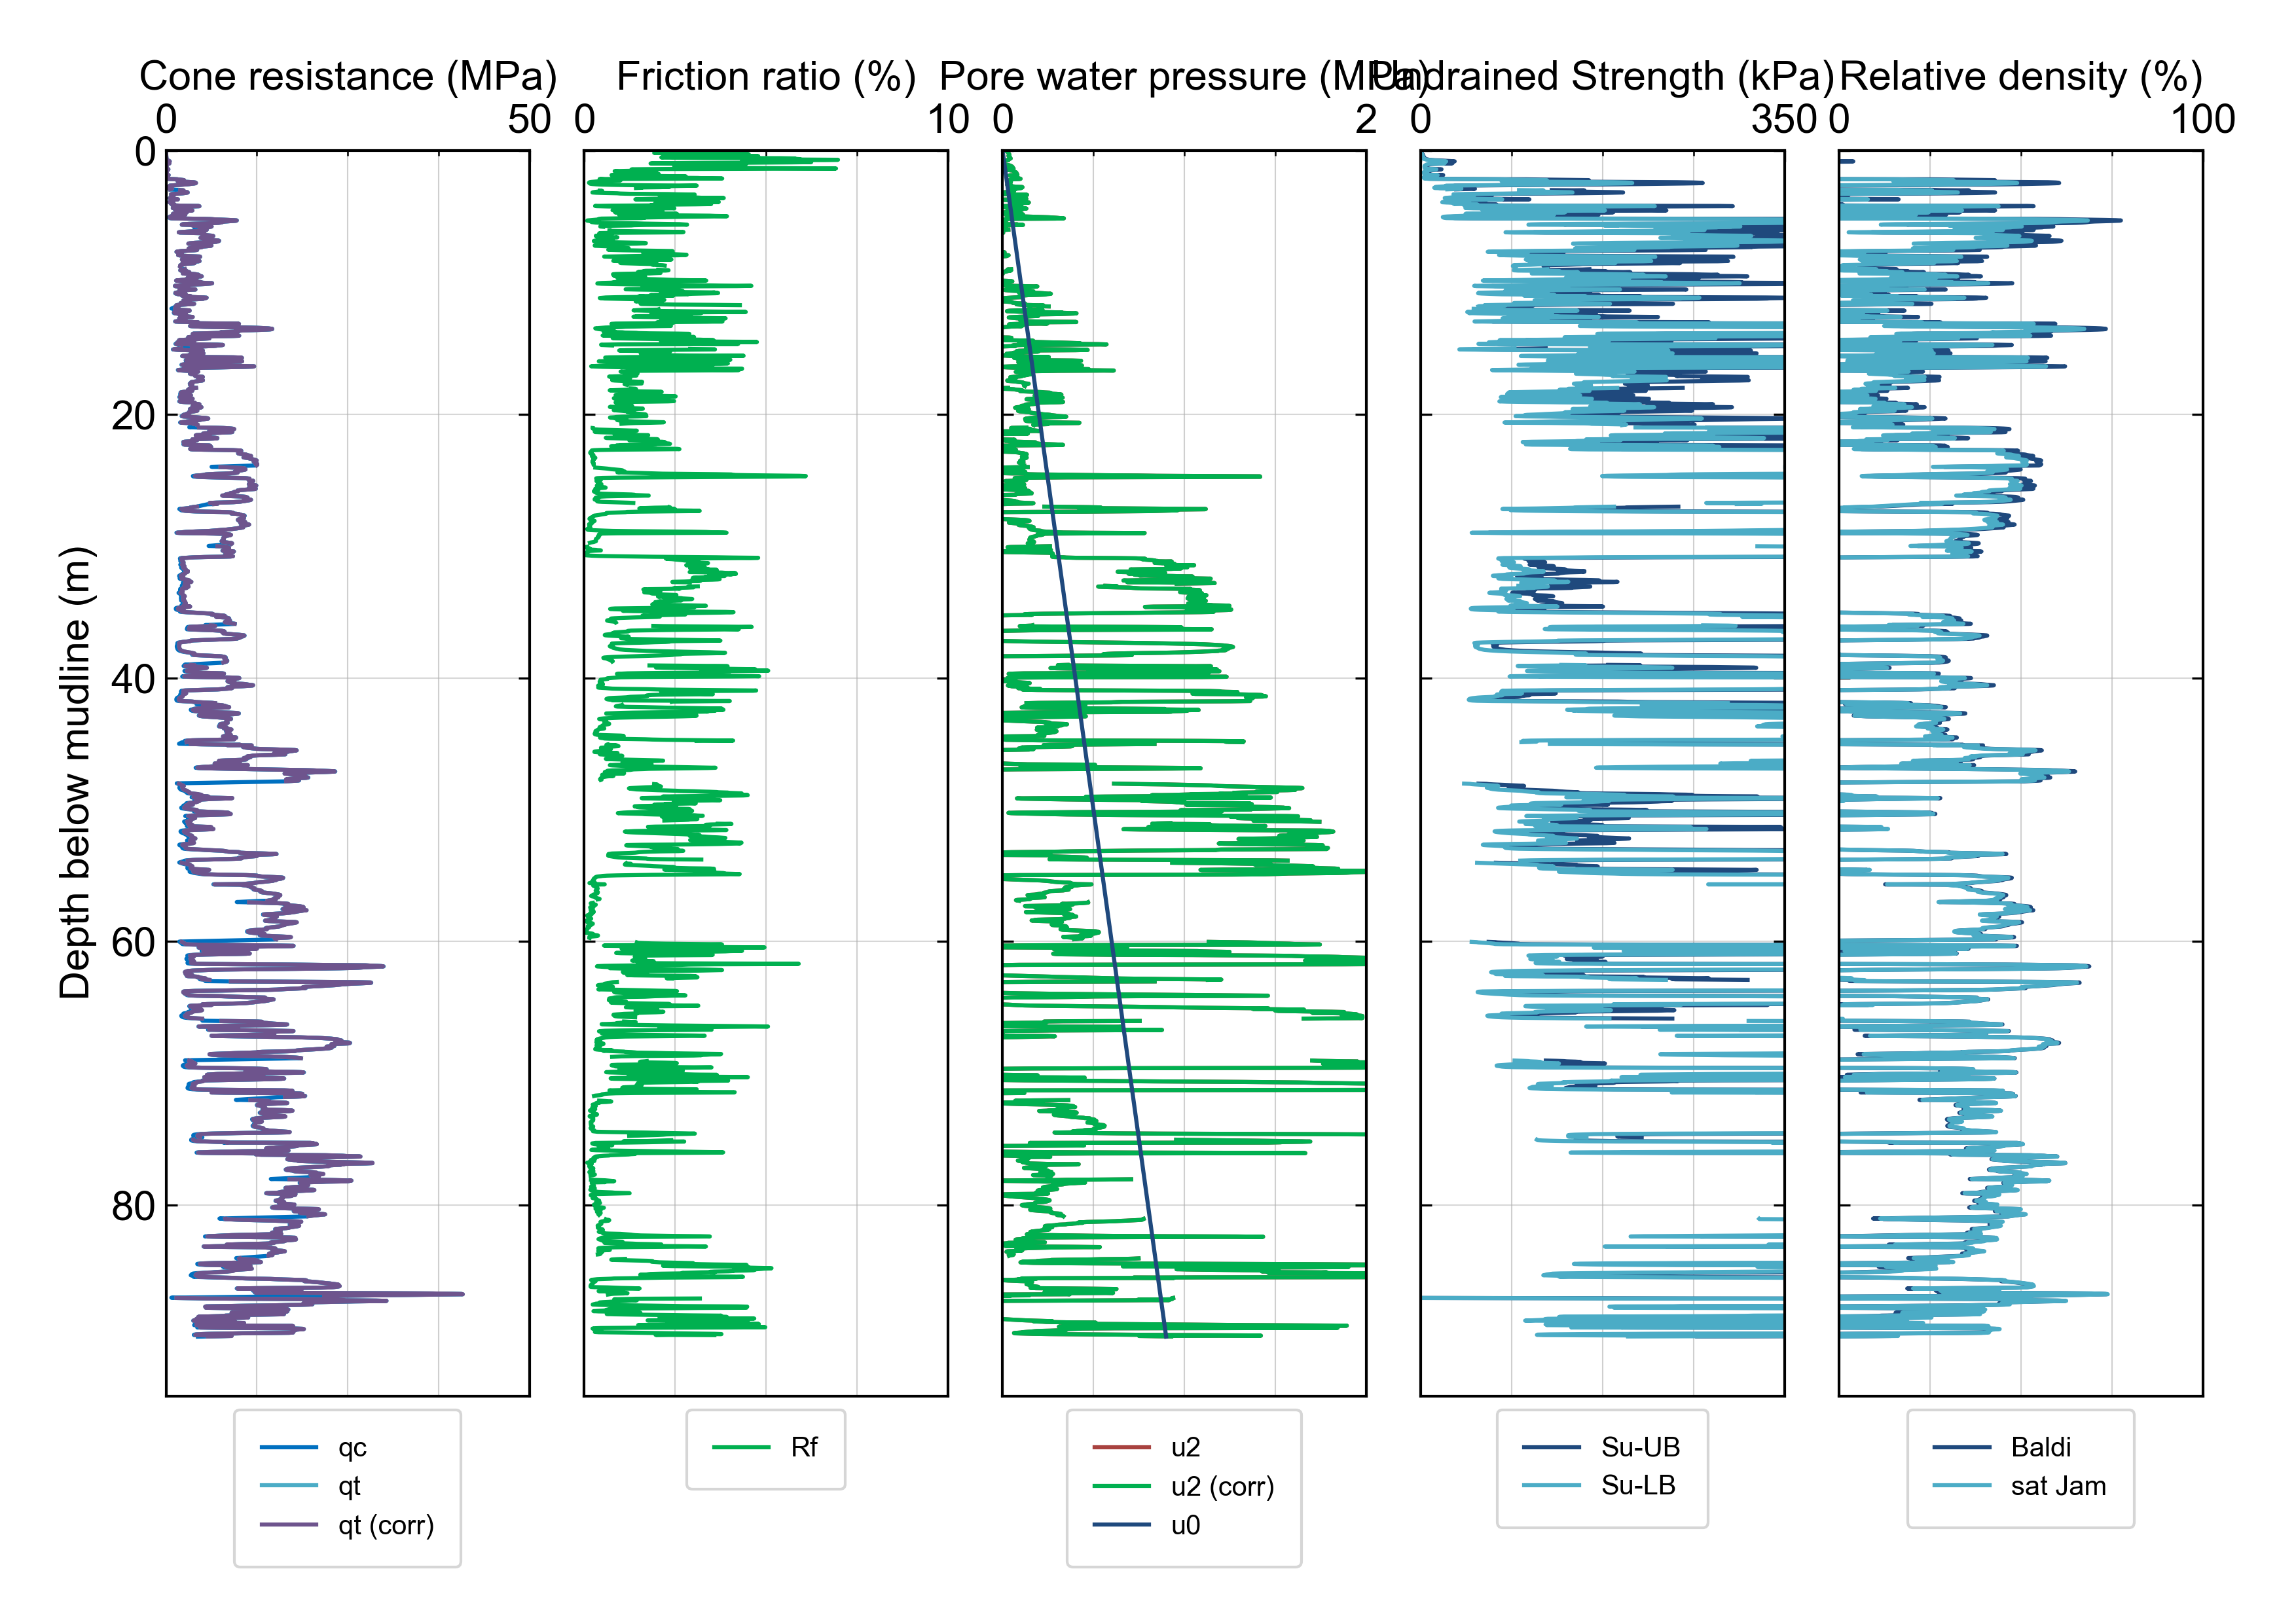 Cone resistance (MPa)
Friction ratio (%)
Pore water pressure (MPa)
Undrained Strength (kPa)
Relative density (%)
0 50
0 10
0 2
0 350
0 100
0
20
40
60
80
Depth below mudline (m)
qc
qt
qt (corr)
Rf
u2
u2 (corr)
u0
Su-UB
Su-LB
Baldi
sat Jam